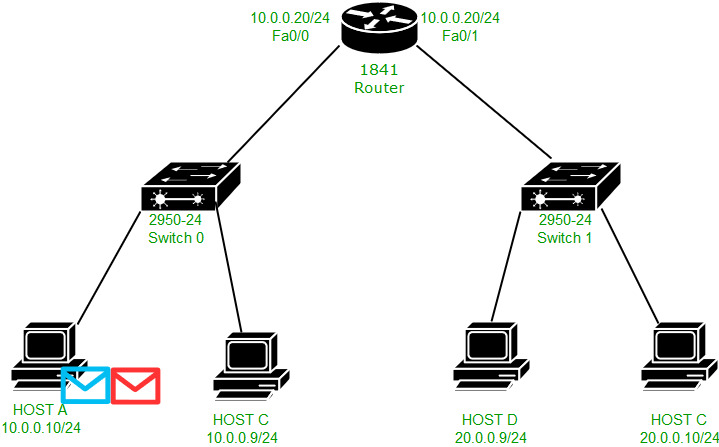 10.0.0.20/24
Fa0/0
10.0.0.20/24
Fa0/1
1841
Router
2950-24
Switch 0
2950-24
Switch 1
HOST A
10.0.0.10/24
HOST C
10.0.0.9/24
HOST D
20.0.0.9/24
HOST C
20.0.0.10/24